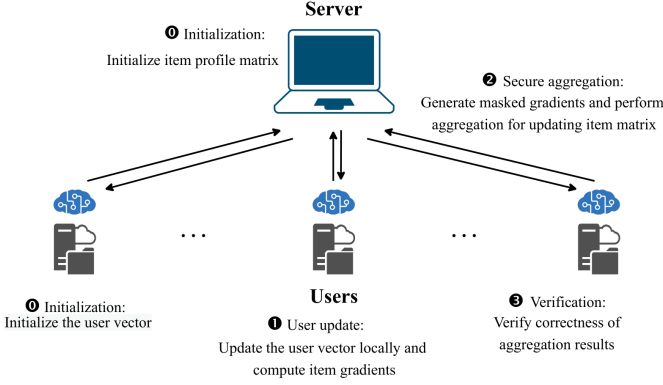 Server
⓿ Initialization:
Initialize item profile matrix
❷ Secure aggregation:
Generate masked gradients and perform
aggregation for updating item matrix
...
...
⓿ Initialization:
Initialize the user vector
Users
❶ User update:
Update the user vector locally and
compute item gradients
❸ Verification:
Verify correctness of
aggregation results